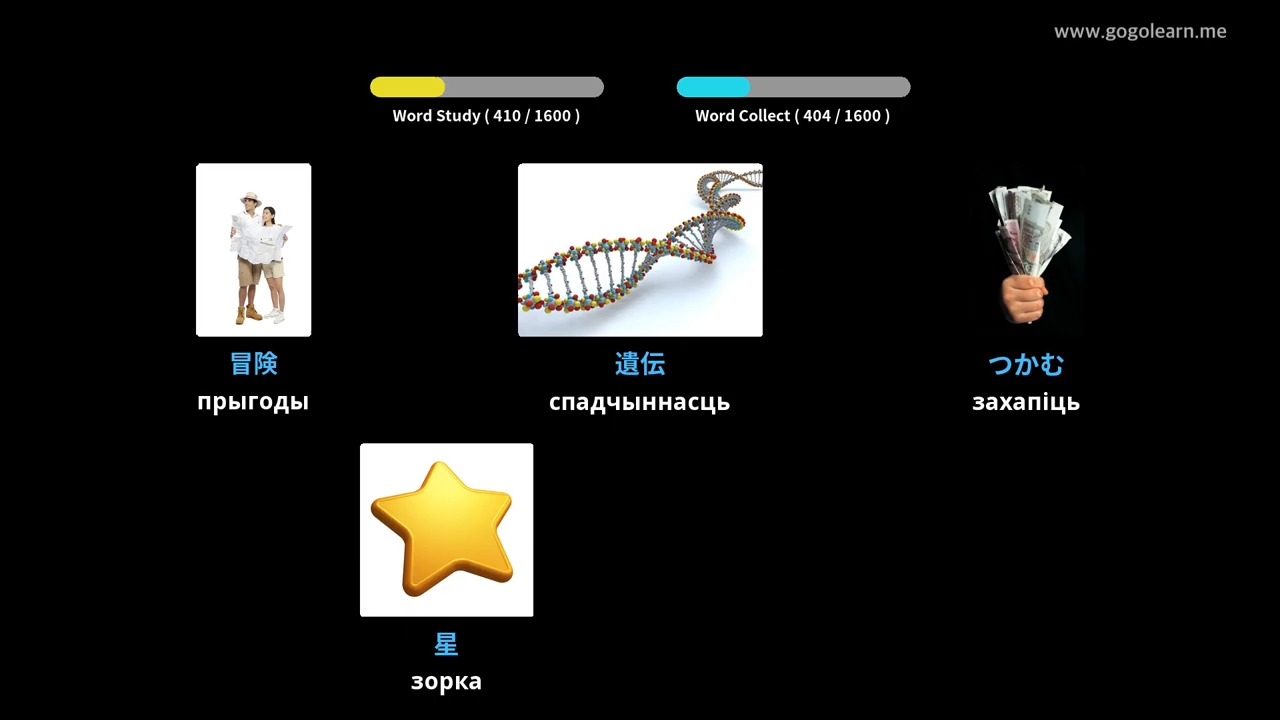 www.gogolearn.me
Word Study ( 410 / 1600 )
Word Collect ( 404 / 1600 )
冒険
прыгоды
遺伝
спадчыннасць
つかむ
захапіць
星
зорка